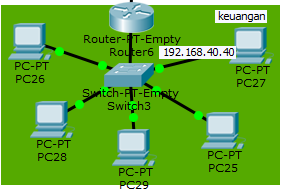 keuangan
Router-PT-Empty
Router6
192.168.40.40
PC-PT
PC26
PC-PT
PC27
Switch-PT-Empty
Switch3
PC-PT
PC28
PC-PT
PC25
PC-PT
PC29